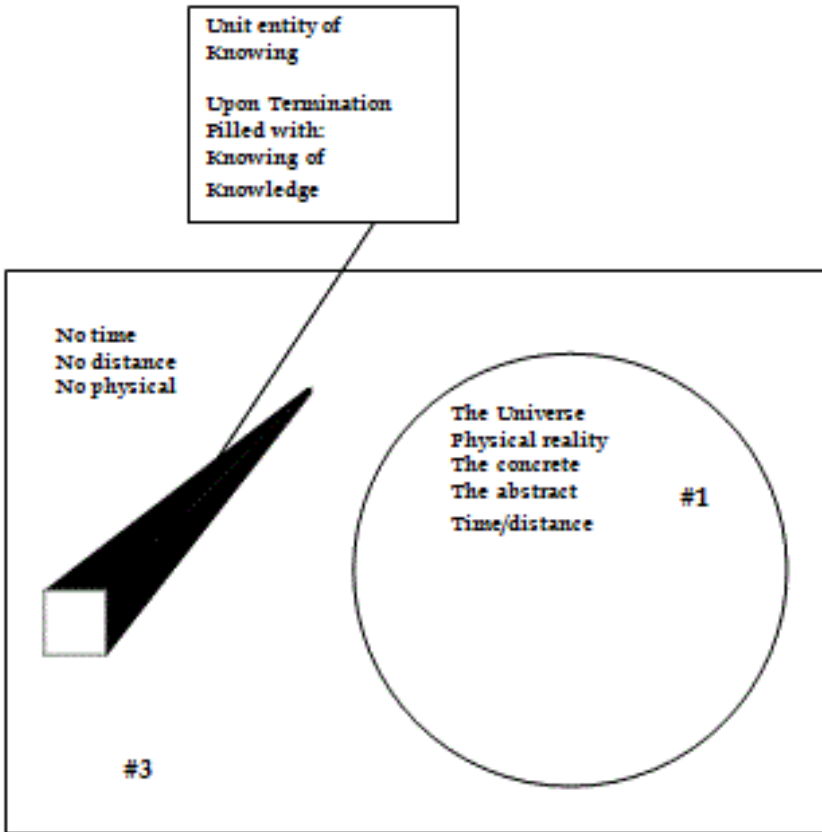 Unit entity of
Knowing
Upon Termination
Filled with:
Knowing of
Knowledge
No time
No distance
No physical
The Universe
Physical reality
The concrete
The abstract
Time/distance
#1
#3